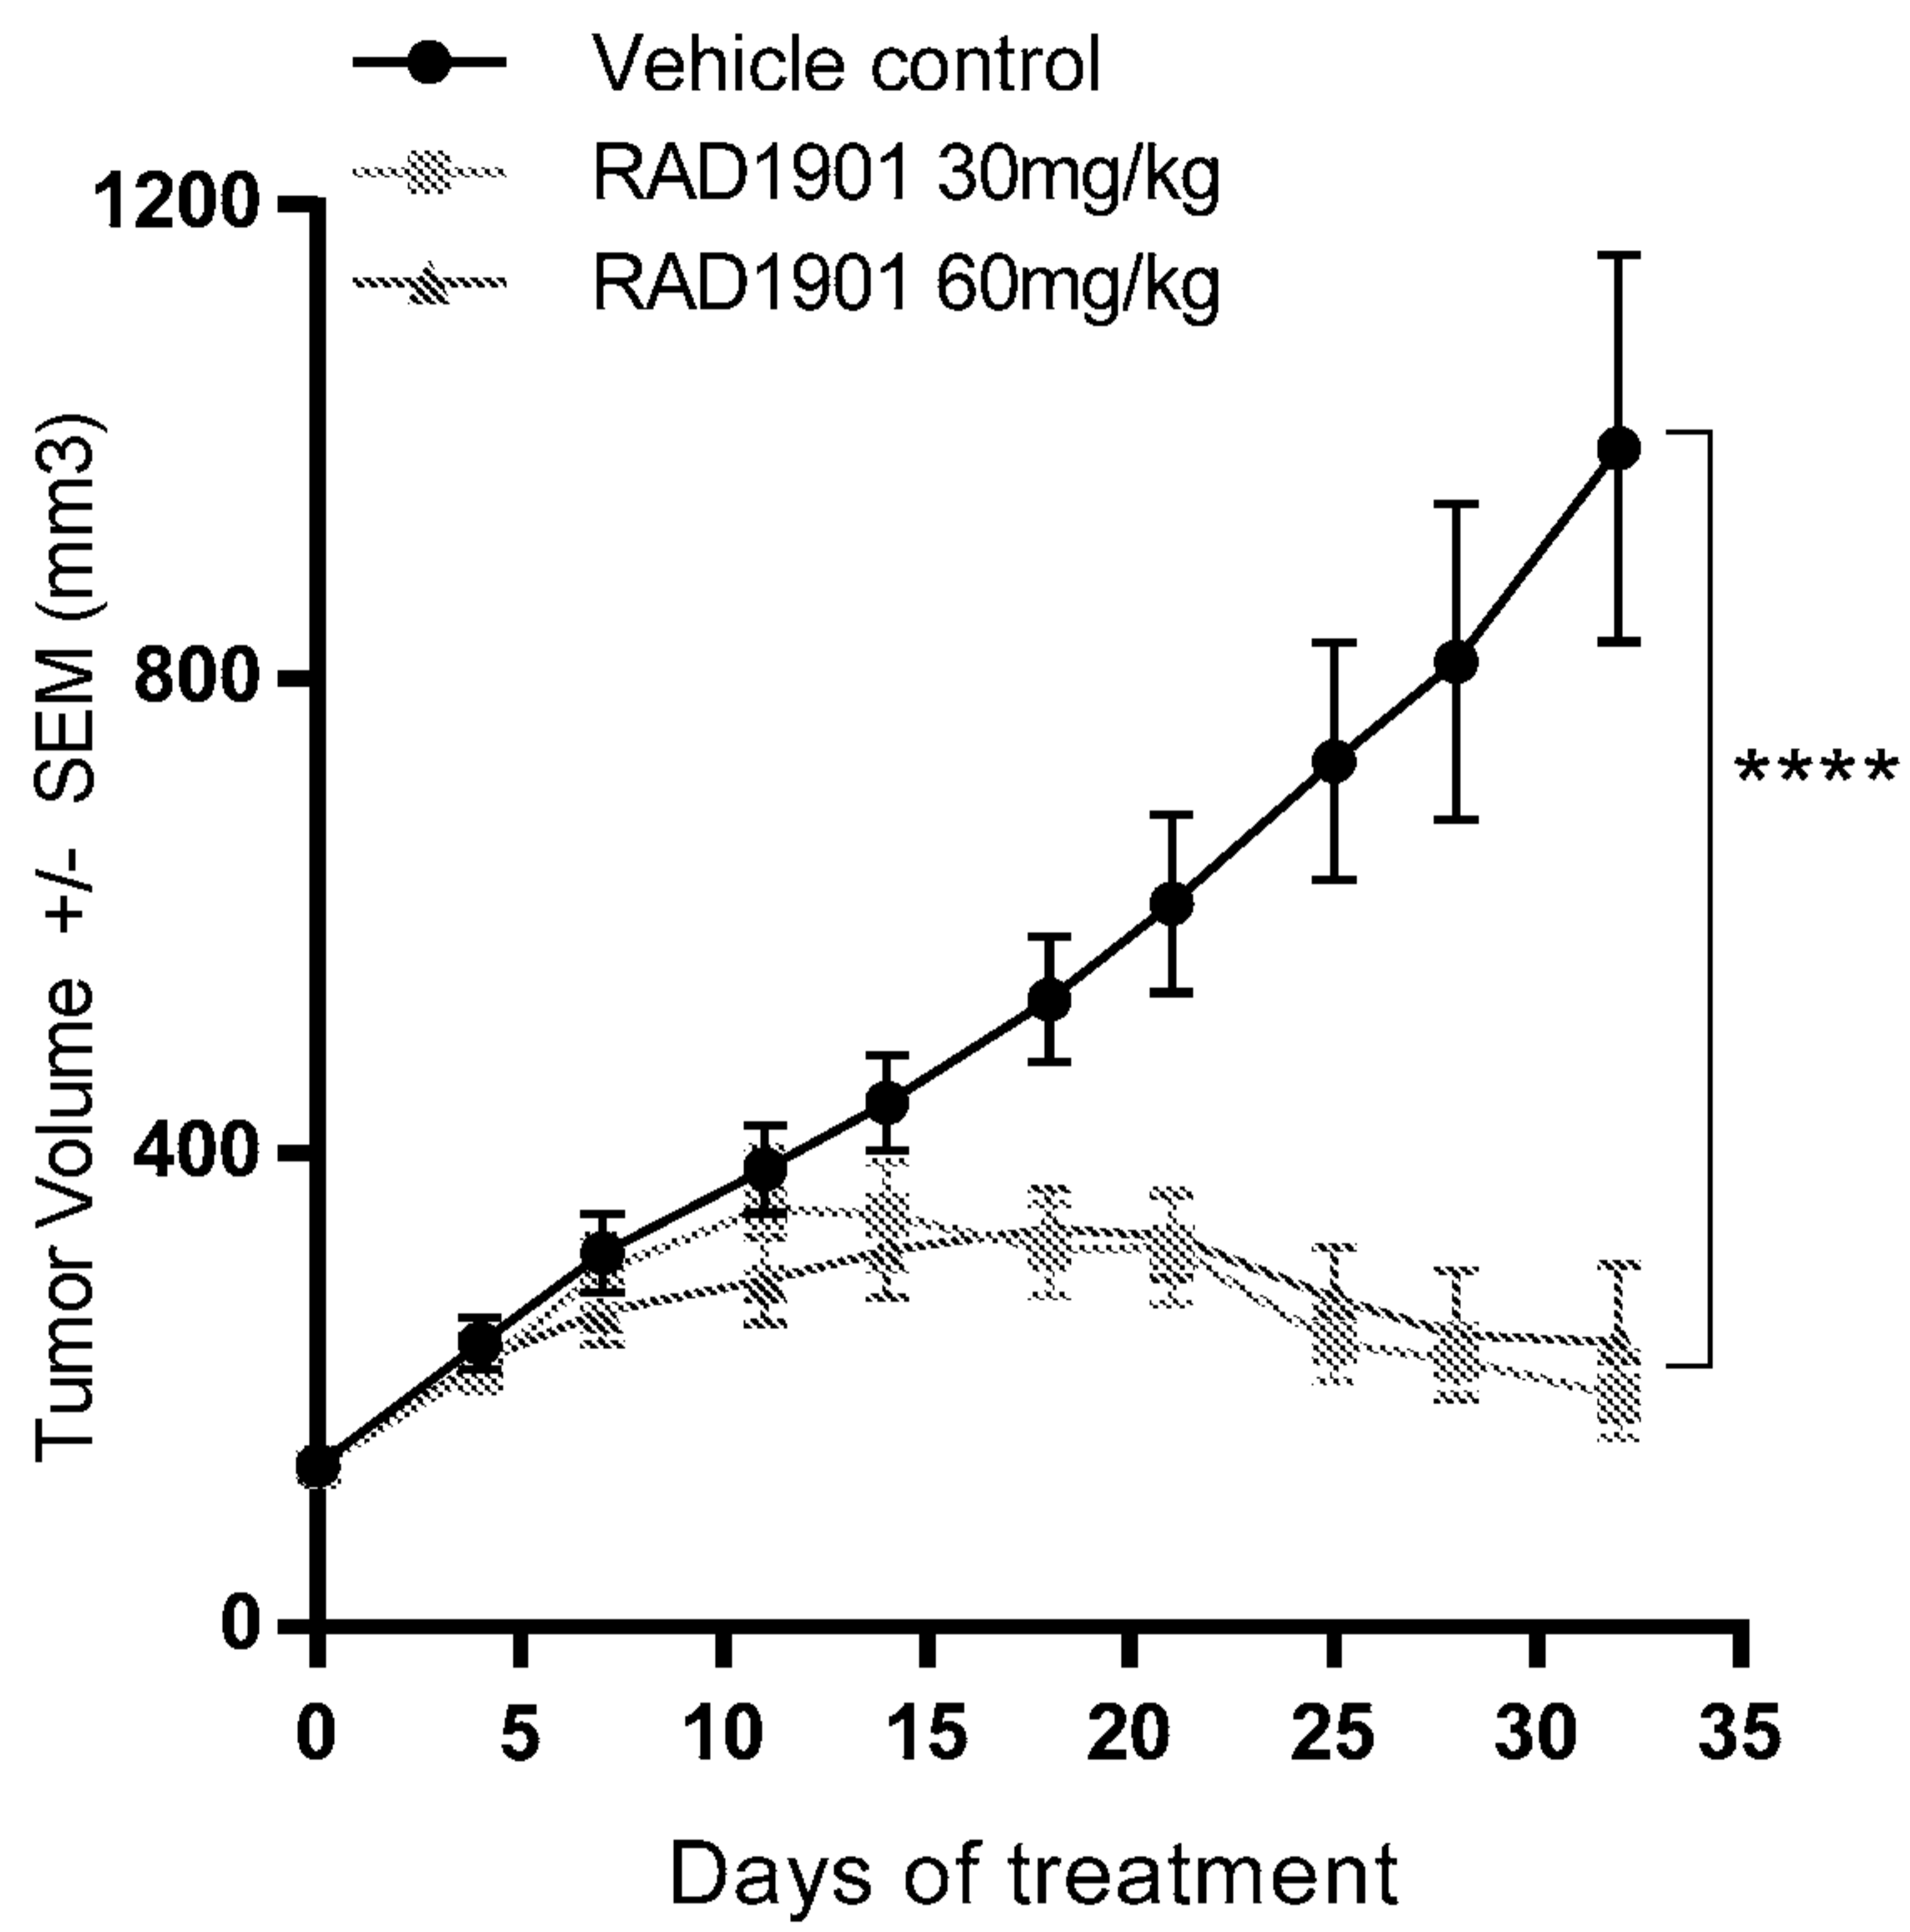 Vehicle control
RAD1901 30mg/kg
RAD1901 60mg/kg
1200
800
400
0
Tumor Volume +/- SEM (mm3)
****
0 5 10 15 20 25 30 35
Days of treatment